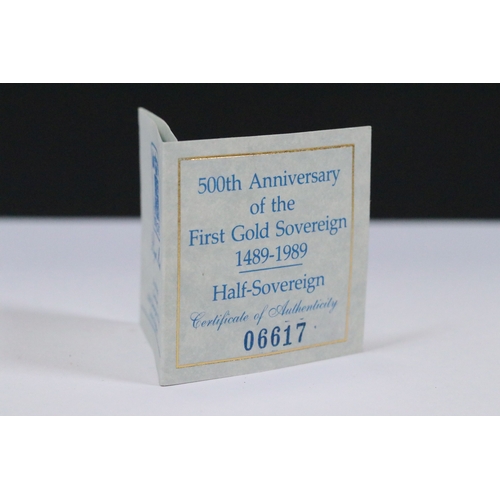 500th Anniversary
of the
First Gold Sovereign
1489-1989
Half-Sovereign
Certificate of Authenticity
06617